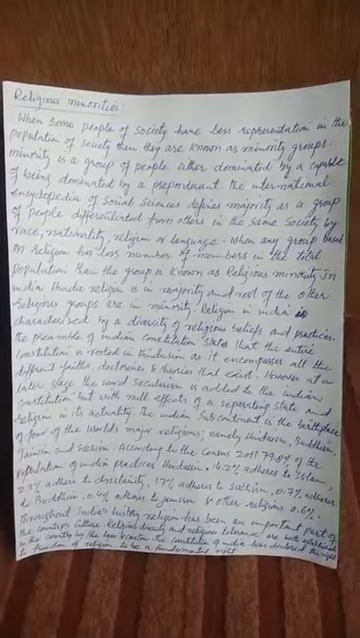 Religious Minorities:
When some people of Society have less representation in the
population of Society then they are known as minority groups.
minority is a group of people either dominated by a capable
of being dominated by a preponderant the international
encyclopedia of Social Sciences defines majority as a group
of people differentiated from others in the same Society by
race, nationality, religion or language. When any group based
on religion has less number of members in the total
population then the group is known as Religious minority. In
india Hindu religion is in majority and rest of the other
religious groups are in minority. Religion in india is
characterised by a diversity of religious beliefs and practices.
the preamble of indian constitution states that the entire
Constitution is rooted in Hinduism as it encompasses all the
different faiths, doctorines & theories that exist. However at a
later stage the word secularism is added to the indian
constitution but with null effects of a separating State and
religion in its actuality. the indian Subcontinent is the birthplace
of four of the worlds major religions; namely Hinduism, Buddhism,
Jainism and Sikhism. According to the Census 2011 79.8% of the
population of india practices Hinduism. 14.2% adheres to Islam,
2.3% adhere to christianity, 1.7% adheres to Sikhism, 0.7% adheres
to Buddhism, 0.4% adheres to jainism & other religions 0.6%.
throughout India's history religion has been an important part of
the country's Culture. Religious diversity and religious tolerance are both established
in the country by the law & custom the Constitution of india has declared the right
to freedom of religion to be a fundamental right